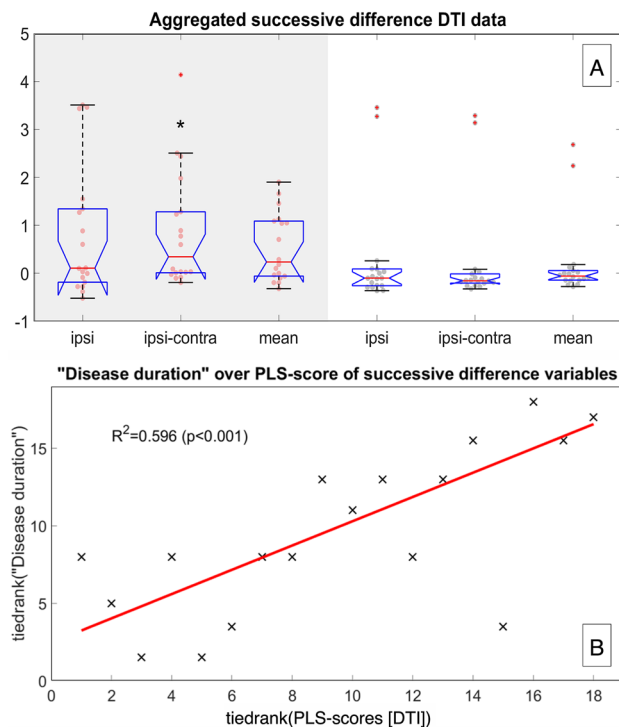 Aggregated successive difference DTI data
A
5
4
3
2
1
0
-1
*
ipsi ipsi-contra mean ipsi ipsi-contra mean
"Disease duration" over PLS-score of successive difference variables
R2=0.596 (p<0.001)
tiedrank("Disease duration")
15
10
5
0
B
0 2 4 6 8 10 12 14 16 18
tiedrank(PLS-scores [DTI])